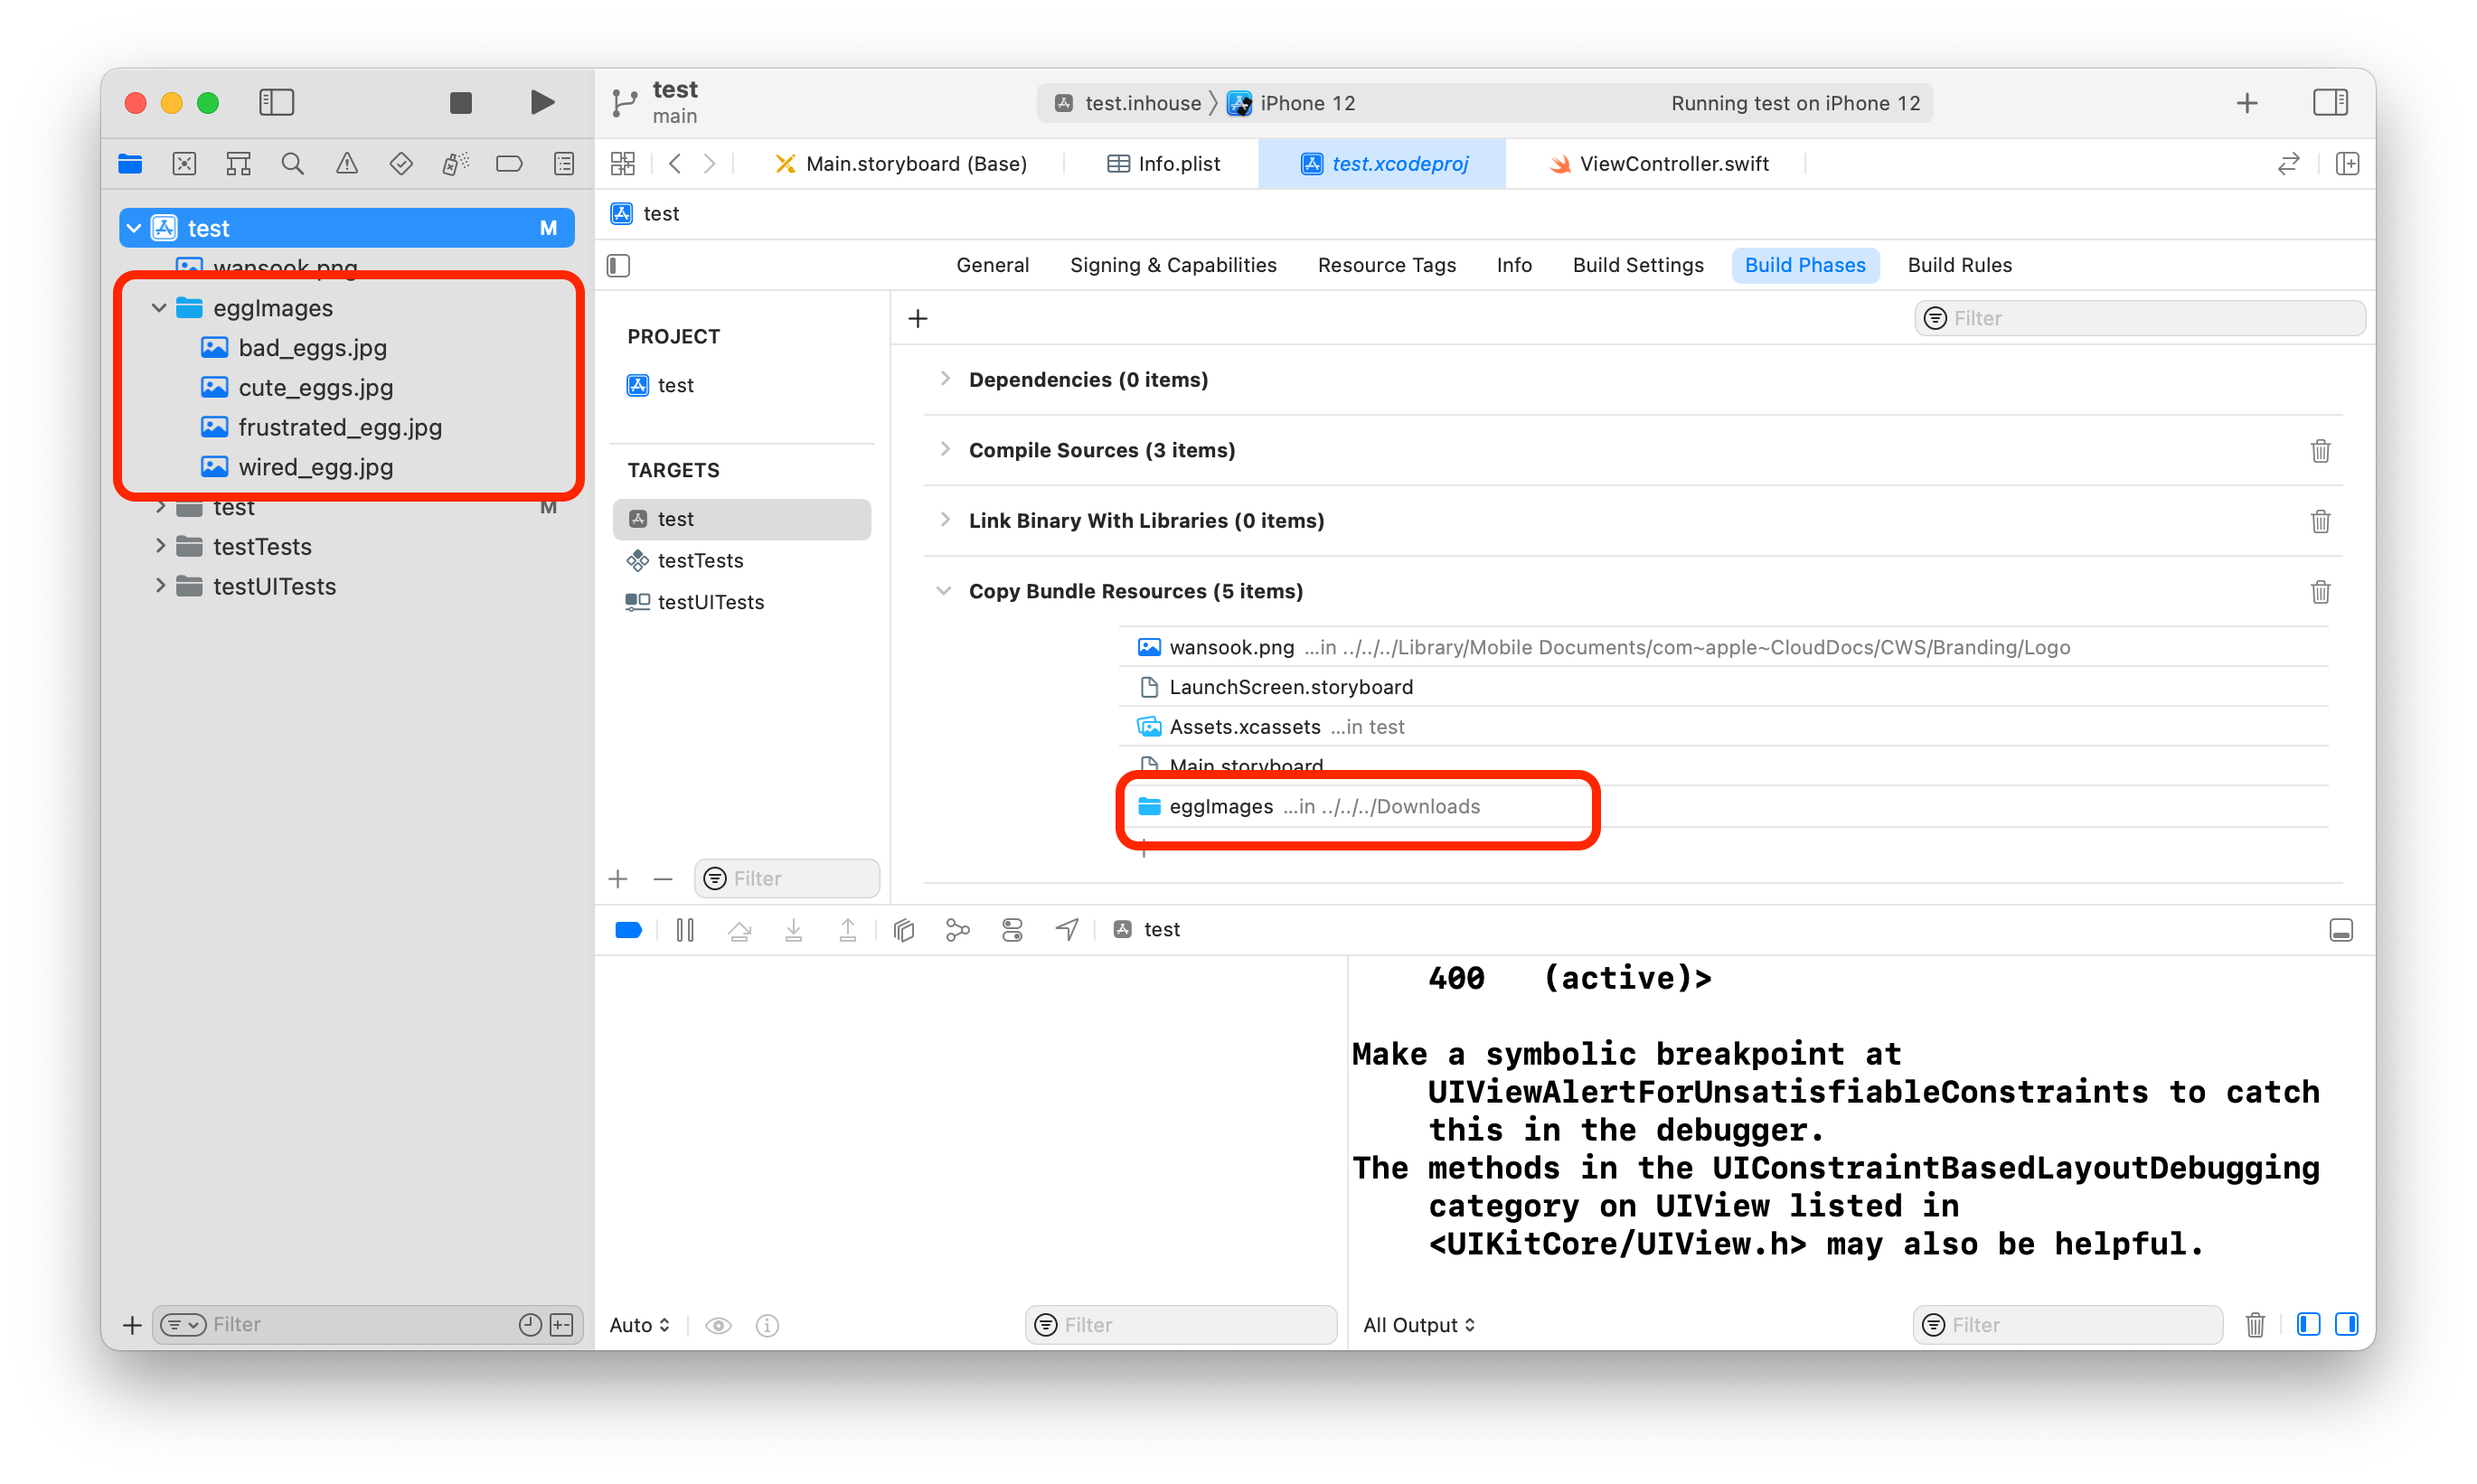 test
main
test.inhouse
iPhone 12
Running test on iPhone 12
Main.storyboard (Base)
Info.plist
test.xcodeproj
ViewController.swift
test M
wansook.png
eggImages
bad_eggs.jpg
cute_eggs.jpg
frustrated_egg.jpg
wired_egg.jpg
test M
testTests
testUITests
Filter
test
General
Signing & Capabilities
Resource Tags
Info
Build Settings
Build Phases
Build Rules
PROJECT
test
TARGETS
test
testTests
testUITests
Filter
Filter
Dependencies (0 items)
Compile Sources (3 items)
Link Binary With Libraries (0 items)
Copy Bundle Resources (5 items)
wansook.png ...in ../../../Library/Mobile Documents/com~apple~CloudDocs/CWS/Branding/Logo
LaunchScreen.storyboard
Assets.xcassets ...in test
Main.storyboard
eggImages ...in ../../../Downloads
test
400 (active)>
Make a symbolic breakpoint at
UIViewAlertForUnsatisfiableConstraints to catch
this in the debugger.
The methods in the UIConstraintBasedLayoutDebugging
category on UIView listed in
<UIKitCore/UIView.h> may also be helpful.
Auto
Filter
All Output
Filter